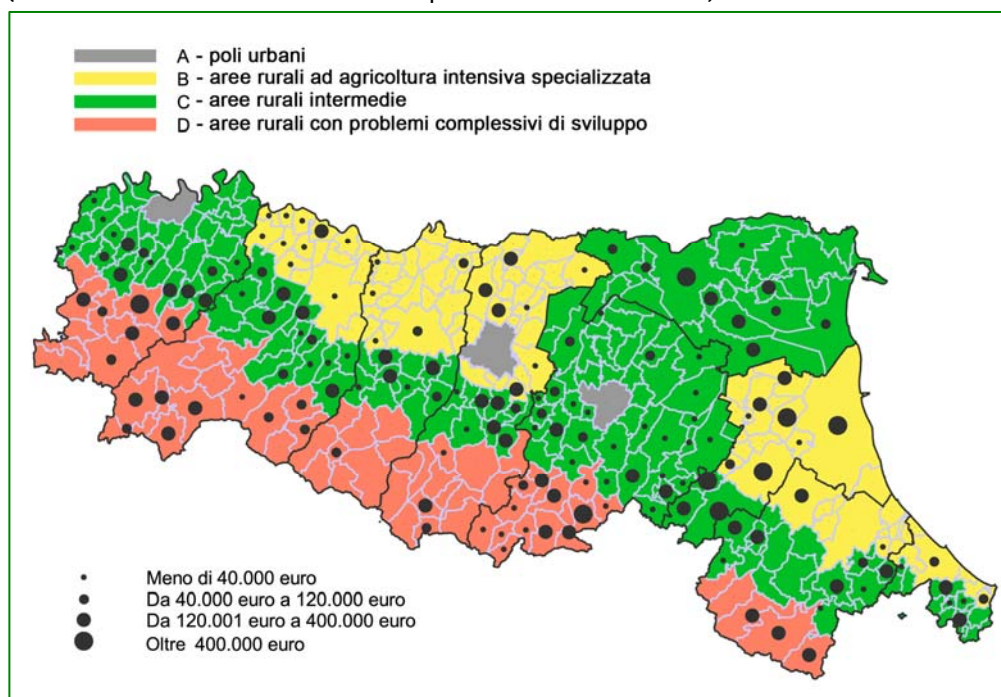 A - poli urbani
B - aree rurali ad agricoltura intensiva specializzata
C - aree rurali intermedie
D - aree rurali con problemi complessivi di sviluppo
Meno di 40.000 euro
Da 40.000 euro a 120.000 euro
Da 120.001 euro a 400.000 euro
Oltre 400.000 euro